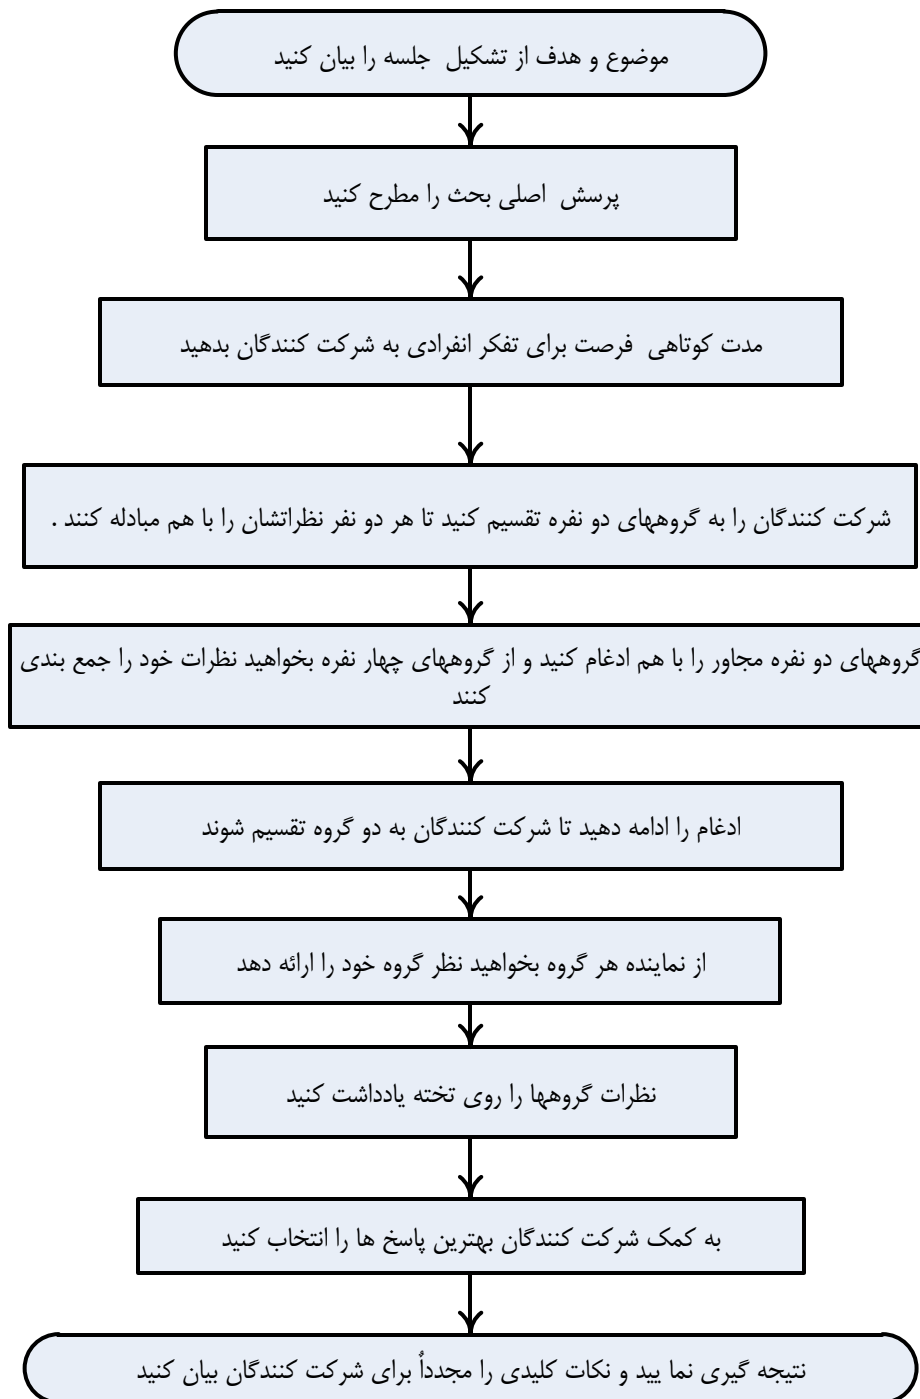 موضوع و هدف از تشکیل جلسه را بیان کنید
پرسش اصلی بحث را مطرح کنید
مدت کوتاهی فرصت برای تفکر انفرادی به شرکت کنندگان بدهید
شرکت کنندگان را به گروههای دو نفره تقسیم کنید تا هر دو نفر نظراتشان را با هم مبادله کنند .
گروههای دو نفره مجاور را با هم ادغام کنید و از گروههای چهار نفره بخواهید نظرات خود را جمع بندی
کنند
ادغام را ادامه دهید تا شرکت کنندگان به دو گروه تقسیم شوند
از نماینده هر گروه بخواهید نظر گروه خود را ارائه دهد
نظرات گروهها را روی تخته یادداشت کنید
به کمک شرکت کنندگان بهترین پاسخ ها را انتخاب کنید
نتیجه گیری نما یید و نکات کلیدی را مجدداٌ برای شرکت کنندگان بیان کنید